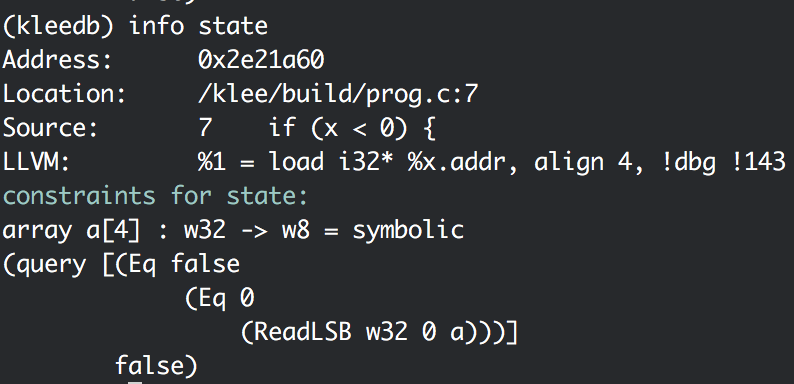 (kleedb) info state
Address:      0x2e21a60
Location:     /klee/build/prog.c:7
Source:       7    if (x < 0) {
LLVM:         %1 = load i32* %x.addr, align 4, !dbg !143
constraints for state:
array a[4] : w32 -> w8 = symbolic
(query [(Eq false
             (Eq 0
                 (ReadLSB w32 0 a)))]
        false)